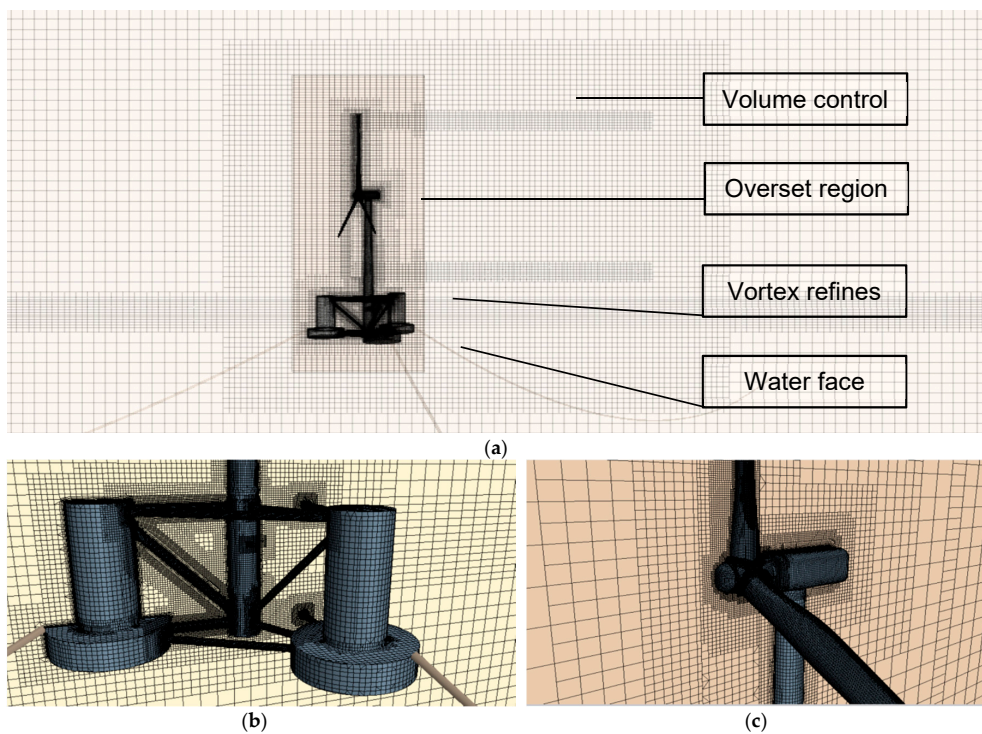 Volume control
Overset region
Vortex refines
Water face
(a)
(b)
(c)